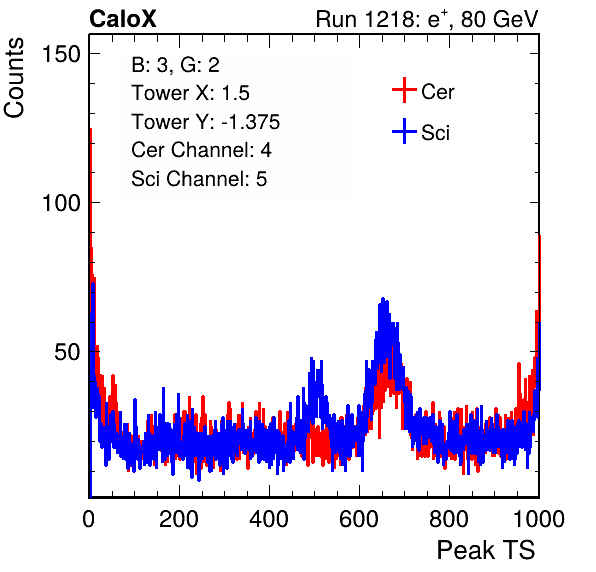 CaloX Run 1218: e+, 80 GeV
Counts
150
100
50
B: 3, G: 2
Tower X: 1.5
Tower Y: -1.375
Cer Channel: 4
Sci Channel: 5
Cer
Sci
0 200 400 600 800 1000
Peak TS